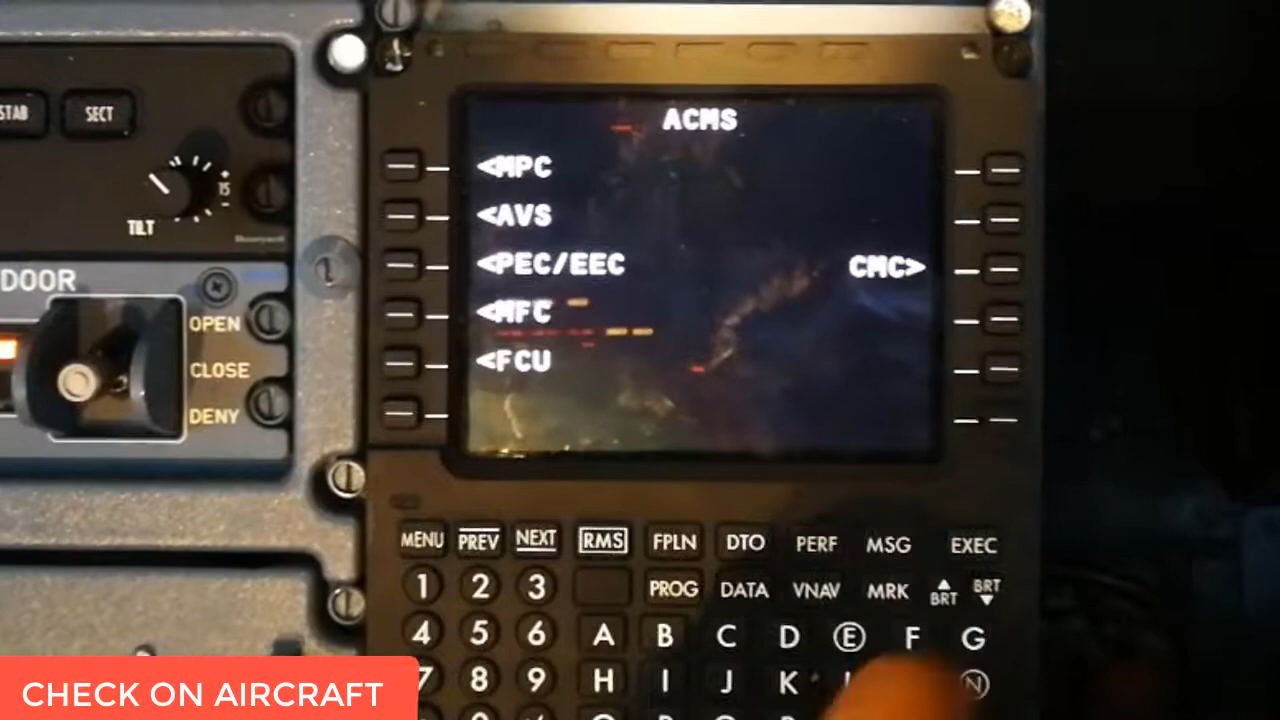 STAB SECT
TILT
15
Honeywell
DOOR
OPEN
CLOSE
DENY
ACMS
<MPC
<AVS
<PEC/EEC
CMC>
<MFC
<FCU
MENU PREV NEXT RMS FPLN DTO PERF MSG EXEC
1 2 3 PROG DATA VNAV MRK BRT BRT
4 5 6 A B C D E F G
7 8 9 H I J K N
CHECK ON AIRCRAFT